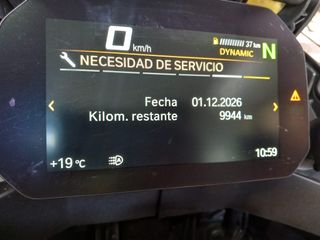 0 km/h
37 km
DYNAMIC
N
NECESIDAD DE SERVICIO
Fecha 01.12.2026
Kilom. restante 9944 km
+19 °C
10:59